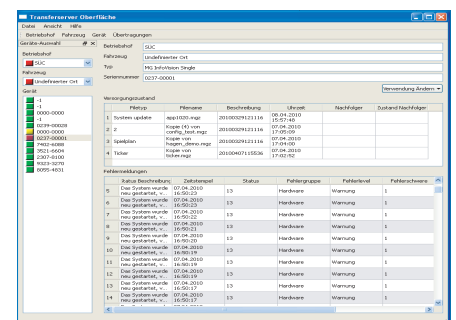 Transferserver Oberfläche
Datei Ansicht Hilfe
Betriebshof Fahrzeug Gerät Übertragungen
Geräte-Auswahl
Betriebshof
SUC
Fahrzeug
Undefinierter Ort
Gerät
-1
-1
0000-0000
0239-00028
0000-0000
0237-00001
7402-6088
3521-6604
2307-8100
9323-3270
8055-4831
Betriebshof SUC
Fahrzeug Undefinierter Ort
Typ MG InfoVision Single
Seriennummer 0237-00001
Verwendung Ändern
Versorgungszustand
Filetyp Filename Beschreibung Uhrzeit Nachfolger Zustand Nachfolger
1 System update app1020.mgz 20100329121116 08.04.2010 15:57:48
2 Z Kopie (4) von config_test.mgz 20100329121116 07.04.2010 17:05:09
3 Spielplan Kopie von hagen_demo.mgz 20100329121116 07.04.2010 17:04:00
4 Ticker Kopie von ticker.mgz 20100407115536 07.04.2010 17:02:52
Fehlermeldungen
Status Beschreibung Zeitstempel Status Fehlergruppe Fehlerlevel Fehlerschwere
5 Das System wurde neu gestartet, v... 07.04.2010 16:50:23 13 Hardware Warnung 1
6 Das System wurde neu gestartet, v... 07.04.2010 16:50:23 13 Hardware Warnung 1
7 Das System wurde neu gestartet, v... 07.04.2010 16:50:22 13 Hardware Warnung 1
8 Das System wurde neu gestartet, v... 07.04.2010 16:50:21 13 Hardware Warnung 1
9 Das System wurde neu gestartet, v... 07.04.2010 16:50:20 13 Hardware Warnung 1
10 Das System wurde neu gestartet, v... 07.04.2010 16:50:19 13 Hardware Warnung 1
11 Das System wurde neu gestartet, v... 07.04.2010 16:50:19 13 Hardware Warnung 1
12 Das System wurde neu gestartet, v... 07.04.2010 16:50:19 13 Hardware Warnung 1
13 Das System wurde neu gestartet, v... 07.04.2010 16:50:17 13 Hardware Warnung 1
14 Das System wurde neu gestartet, v... 07.04.2010 16:50:17 13 Hardware Warnung 1